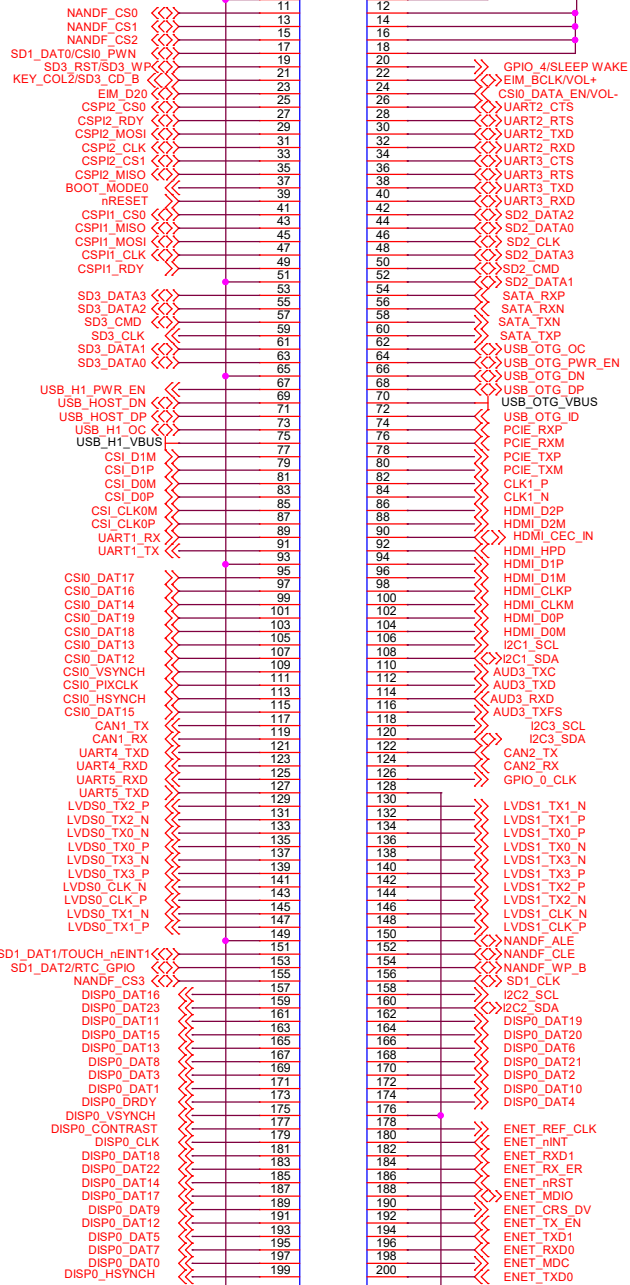 NANDF_CS0 11 12
NANDF_CS1 13 14
NANDF_CS2 15 16
SD1_DAT0/CSI0_PWN 17 18
SD3_RST/SD3_WP 19 20 GPIO_4/SLEEP WAKE
KEY_COL2/SD3_CD_B 21 22 EIM_BCLK/VOL+
EIM_D20 23 24 CSI0_DATA_EN/VOL-
CSPI2_CS0 25 26 UART2_CTS
CSPI2_RDY 27 28 UART2_RTS
CSPI2_MOSI 29 30 UART2_TXD
CSPI2_CLK 31 32 UART2_RXD
CSPI2_CS1 33 34 UART3_CTS
CSPI2_MISO 35 36 UART3_RTS
BOOT_MODE0 37 38 UART3_TXD
nRESET 39 40 UART3_RXD
CSPI1_CS0 41 42 SD2_DATA2
CSPI1_MISO 43 44 SD2_DATA0
CSPI1_MOSI 45 46 SD2_CLK
CSPI1_CLK 47 48 SD2_DATA3
CSPI1_RDY 49 50 SD2_CMD
51 52 SD2_DATA1
SD3_DATA3 53 54 SATA_RXP
SD3_DATA2 55 56 SATA_RXN
SD3_CMD 57 58 SATA_TXN
SD3_CLK 59 60 SATA_TXP
SD3_DATA1 61 62 USB_OTG_OC
SD3_DATA0 63 64 USB_OTG_PWR_EN
65 66 USB_OTG_DN
USB_H1_PWR_EN 67 68 USB_OTG_DP
USB_HOST_DN 69 70 USB_OTG_VBUS
USB_HOST_DP 71 72 USB_OTG_ID
USB_H1_OC 73 74 PCIE_RXP
USB_H1_VBUS 75 76 PCIE_RXM
CSI_D1M 77 78 PCIE_TXP
CSI_D1P 79 80 PCIE_TXM
CSI_D0M 81 82 CLK1_P
CSI_D0P 83 84 CLK1_N
CSI_CLK0M 85 86 HDMI_D2P
CSI_CLK0P 87 88 HDMI_D2M
UART1_RX 89 90 HDMI_CEC_IN
UART1_TX 91 92 HDMI_HPD
93 94 HDMI_D1P
CSI0_DAT17 95 96 HDMI_D1M
CSI0_DAT16 97 98 HDMI_CLKP
CSI0_DAT14 99 100 HDMI_CLKM
CSI0_DAT19 101 102 HDMI_D0P
CSI0_DAT18 103 104 HDMI_D0M
CSI0_DAT13 105 106 I2C1_SCL
CSI0_DAT12 107 108 I2C1_SDA
CSI0_VSYNCH 109 110 AUD3_TXC
CSI0_PIXCLK 111 112 AUD3_TXD
CSI0_HSYNCH 113 114 AUD3_RXD
CSI0_DAT15 115 116 AUD3_TXFS
CAN1_TX 117 118 I2C3_SCL
CAN1_RX 119 120 I2C3_SDA
UART4_TXD 121 122 CAN2_TX
UART4_RXD 123 124 CAN2_RX
UART5_RXD 125 126 GPIO_0_CLK
UART5_TXD 127 128
LVDS0_TX2_P 129 130 LVDS1_TX1_N
LVDS0_TX2_N 131 132 LVDS1_TX1_P
LVDS0_TX0_N 133 134 LVDS1_TX0_P
LVDS0_TX0_P 135 136 LVDS1_TX0_N
LVDS0_TX3_N 137 138 LVDS1_TX3_N
LVDS0_TX3_P 139 140 LVDS1_TX3_P
LVDS0_CLK_N 141 142 LVDS1_TX2_P
LVDS0_CLK_P 143 144 LVDS1_TX2_N
LVDS0_TX1_N 145 146 LVDS1_CLK_N
LVDS0_TX1_P 147 148 LVDS1_CLK_P
149 150 NANDF_ALE
SD1_DAT1/TOUCH_nEINT1 151 152 NANDF_CLE
SD1_DAT2/RTC_GPIO 153 154 NANDF_WP_B
NANDF_CS3 155 156 SD1_CLK
DISP0_DAT16 157 158 I2C2_SCL
DISP0_DAT23 159 160 I2C2_SDA
DISP0_DAT11 161 162 DISP0_DAT19
DISP0_DAT15 163 164 DISP0_DAT20
DISP0_DAT13 165 166 DISP0_DAT6
DISP0_DAT8 167 168 DISP0_DAT21
DISP0_DAT3 169 170 DISP0_DAT2
DISP0_DAT1 171 172 DISP0_DAT10
DISP0_DRDY 173 174 DISP0_DAT4
DISP0_VSYNCH 175 176
DISP0_CONTRAST 177 178 ENET_REF_CLK
DISP0_CLK 179 180 ENET_nINT
DISP0_DAT18 181 182 ENET_RXD1
DISP0_DAT22 183 184 ENET_RX_ER
DISP0_DAT14 185 186 ENET_nRST
DISP0_DAT17 187 188 ENET_MDIO
DISP0_DAT9 189 190 ENET_CRS_DV
DISP0_DAT12 191 192 ENET_TX_EN
DISP0_DAT5 193 194 ENET_TXD1
DISP0_DAT7 195 196 ENET_RXD0
DISP0_DAT0 197 198 ENET_MDC
DISP0_HSYNCH 199 200 ENET_TXD0